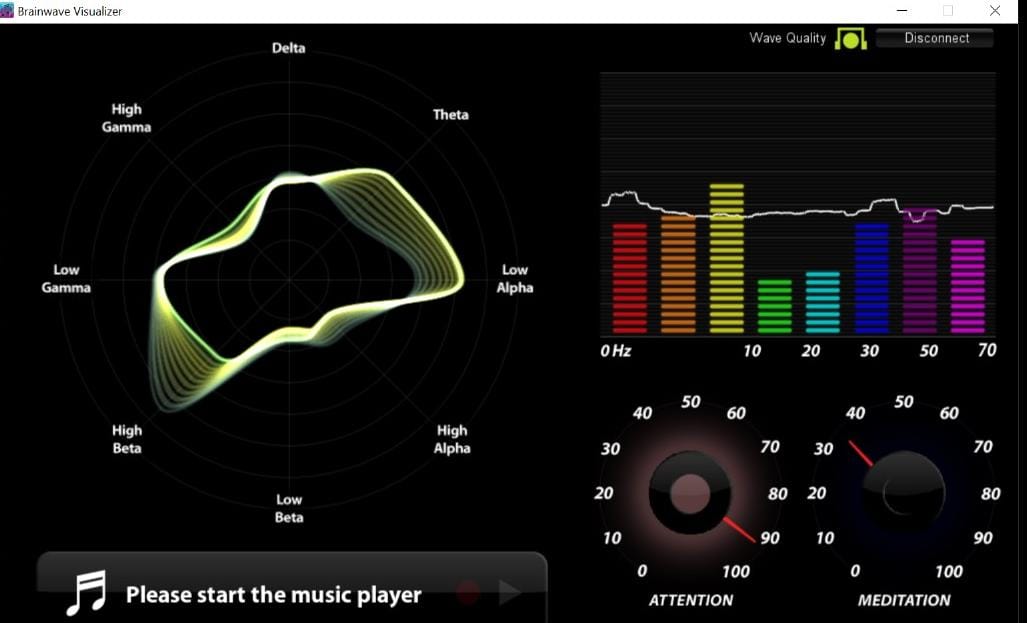 Brainwave Visualizer
Wave Quality
Disconnect
Delta
Theta
Low
Alpha
High
Alpha
Low
Beta
High
Beta
Low
Gamma
High
Gamma
0 Hz 10 20 30 50 70
0 10 20 30 40 50 60 70 80 90 100
ATTENTION
0 10 20 30 40 50 60 70 80 90 100
MEDITATION
Please start the music player